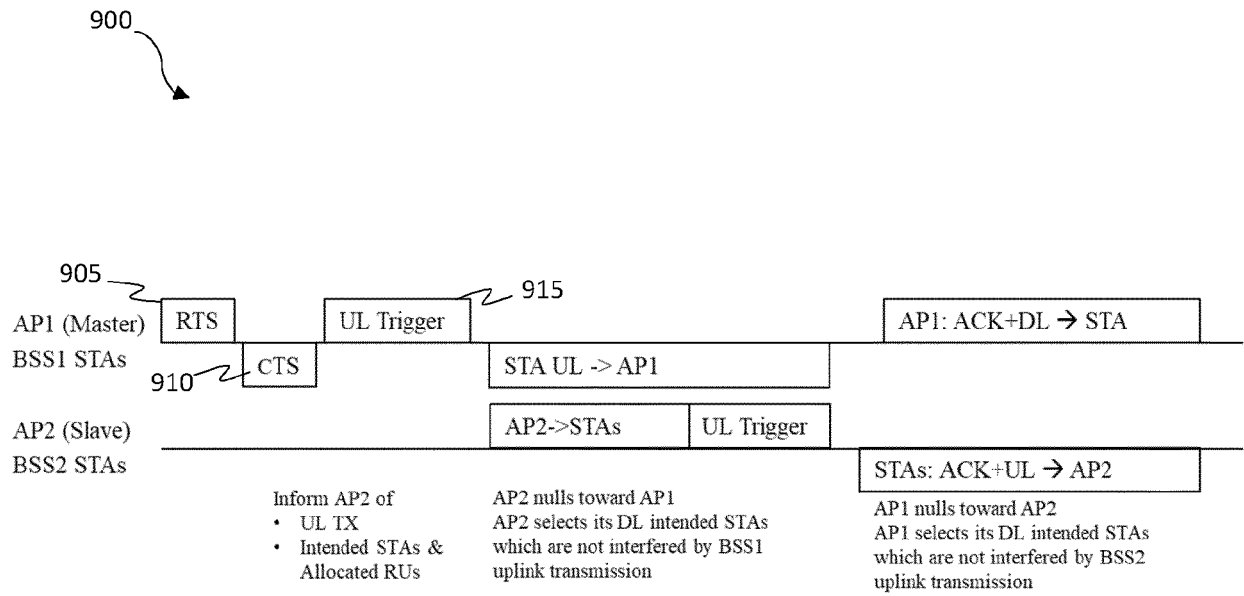 900
905
915
AP1 (Master)
RTS
UL Trigger
AP1: ACK+DL → STA
BSS1 STAs
CTS
STA UL -> AP1
910
AP2 (Slave)
AP2->STAs
UL Trigger
BSS2 STAs
STAs: ACK+UL → AP2
Inform AP2 of
• UL TX
• Intended STAs &
Allocated RUs
AP2 nulls toward AP1
AP2 selects its DL intended STAs
which are not interfered by BSS1
uplink transmission
AP1 nulls toward AP2
AP1 selects its DL intended STAs
which are not interfered by BSS2
uplink transmission